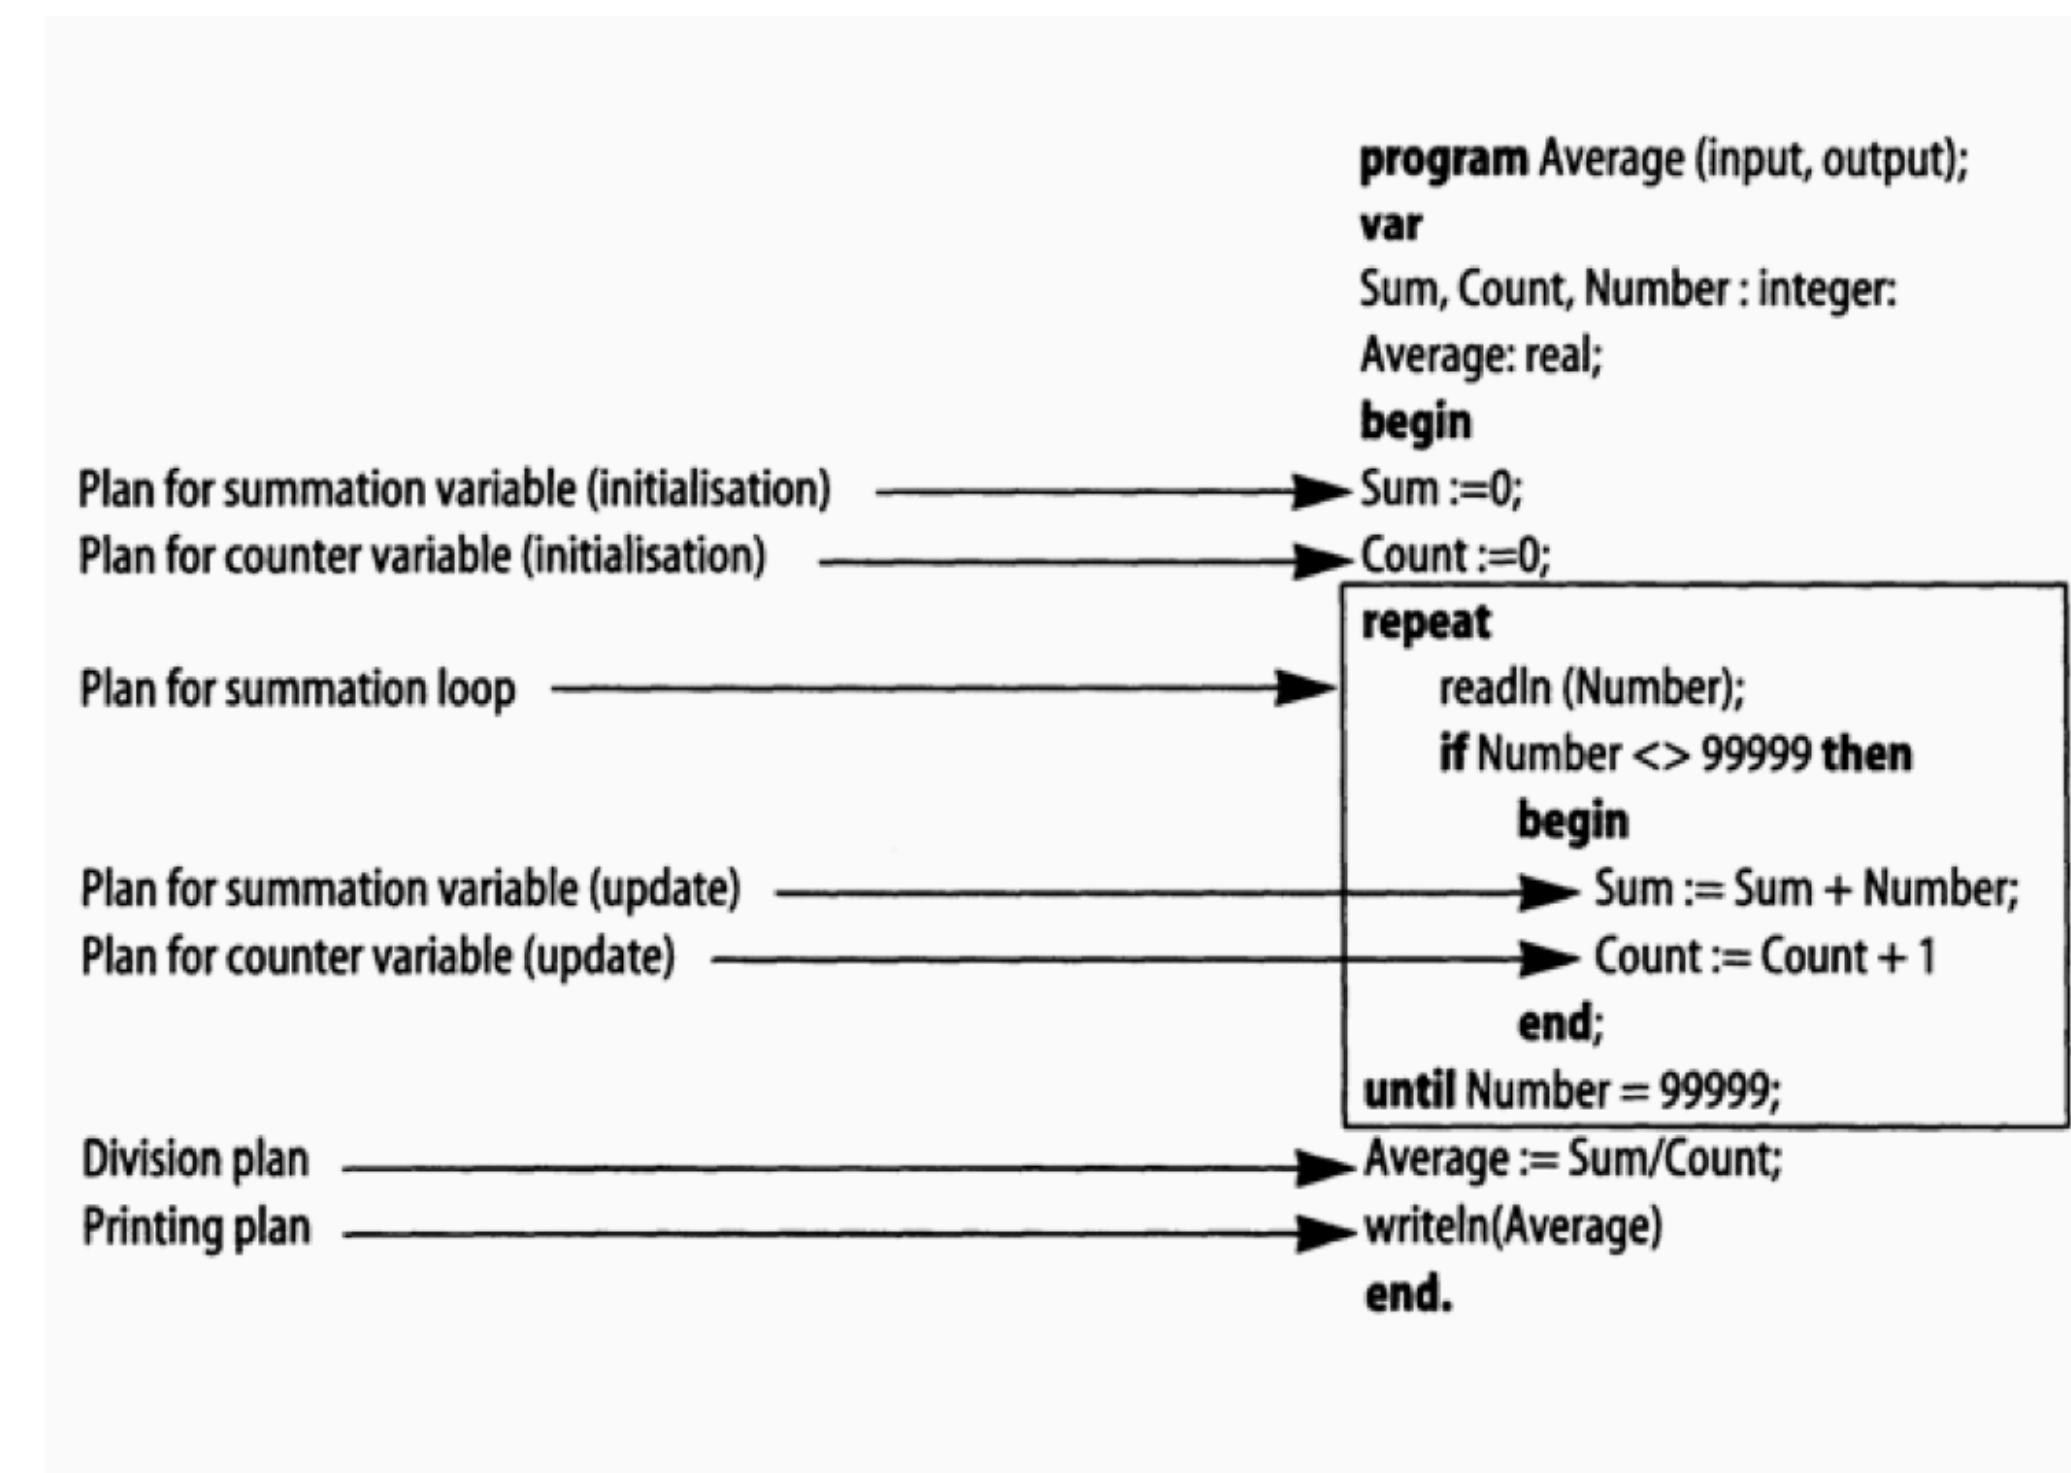 program Average (input, output);
var
Sum, Count, Number : integer:
Average: real;
begin
Plan for summation variable (initialisation) Sum :=0;
Plan for counter variable (initialisation) Count :=0;
repeat
Plan for summation loop readln (Number);
if Number <> 99999 then
begin
Plan for summation variable (update) Sum := Sum + Number;
Plan for counter variable (update) Count := Count + 1
end;
until Number = 99999;
Division plan Average := Sum/Count;
Printing plan writeln(Average)
end.